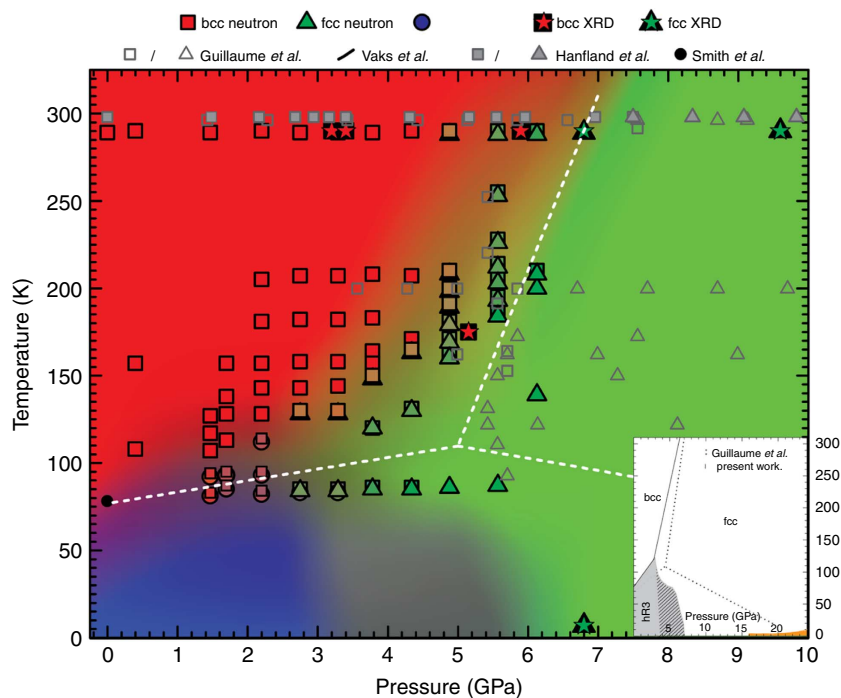 bcc neutron fcc neutron bcc XRD fcc XRD
/ Guillaume et al. Vaks et al. / Hanfland et al. Smith et al.
300
250
200
150
100
50
0
Temperature (K)
0 1 2 3 4 5 6 7 8 9 10
Pressure (GPa)
Guillaume et al.
present work.
bcc
fcc
hR3
Pressure (GPa)
5 10 15 20
300
250
200
150
100
50
0